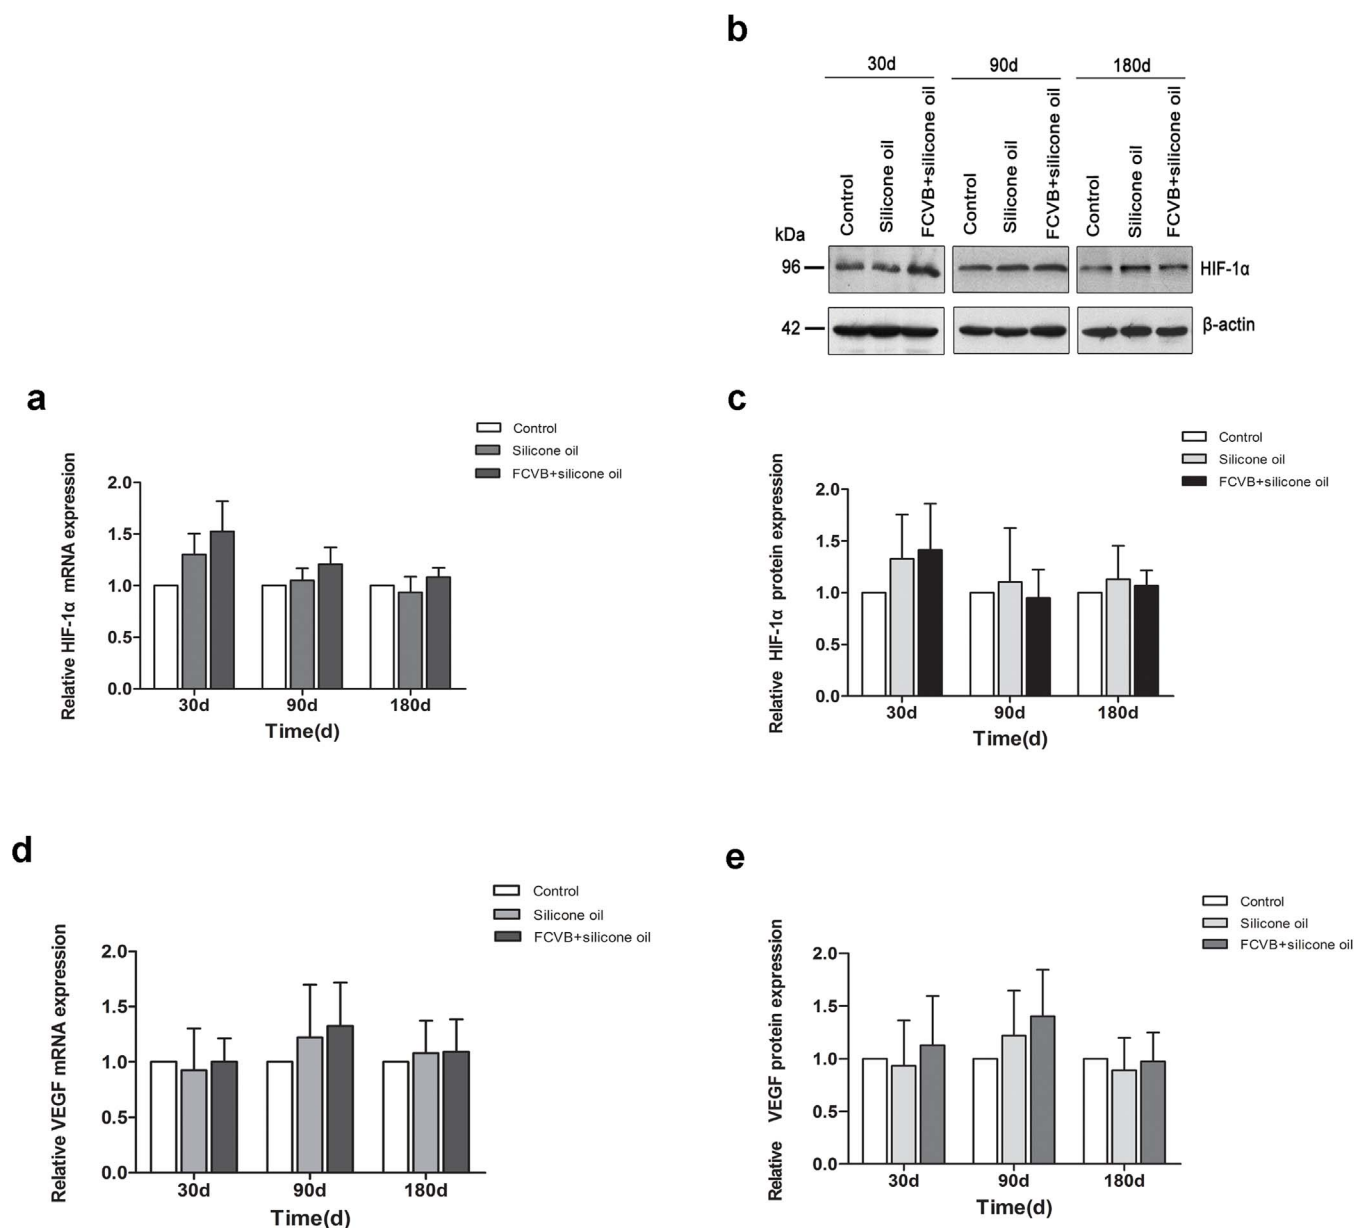 b
30d 90d 180d
Control Silicone oil FCVB+silicone oil Control Silicone oil FCVB+silicone oil Control Silicone oil FCVB+silicone oil
kDa
96 HIF-1α
42 β-actin
a
Control
Silicone oil
FCVB+silicone oil
Relative HIF-1α mRNA expression
2.0
1.5
1.0
0.5
0.0
30d 90d 180d
Time(d)
c
Control
Silicone oil
FCVB+silicone oil
Relative HIF-1α protein expression
2.0
1.5
1.0
0.5
0.0
30d 90d 180d
Time(d)
d
Control
Silicone oil
FCVB+silicone oil
Relative VEGF mRNA expression
2.0
1.5
1.0
0.5
0.0
30d 90d 180d
Time(d)
e
Control
Silicone oil
FCVB+silicone oil
Relative VEGF protein expression
2.0
1.5
1.0
0.5
0.0
30d 90d 180d
Time(d)